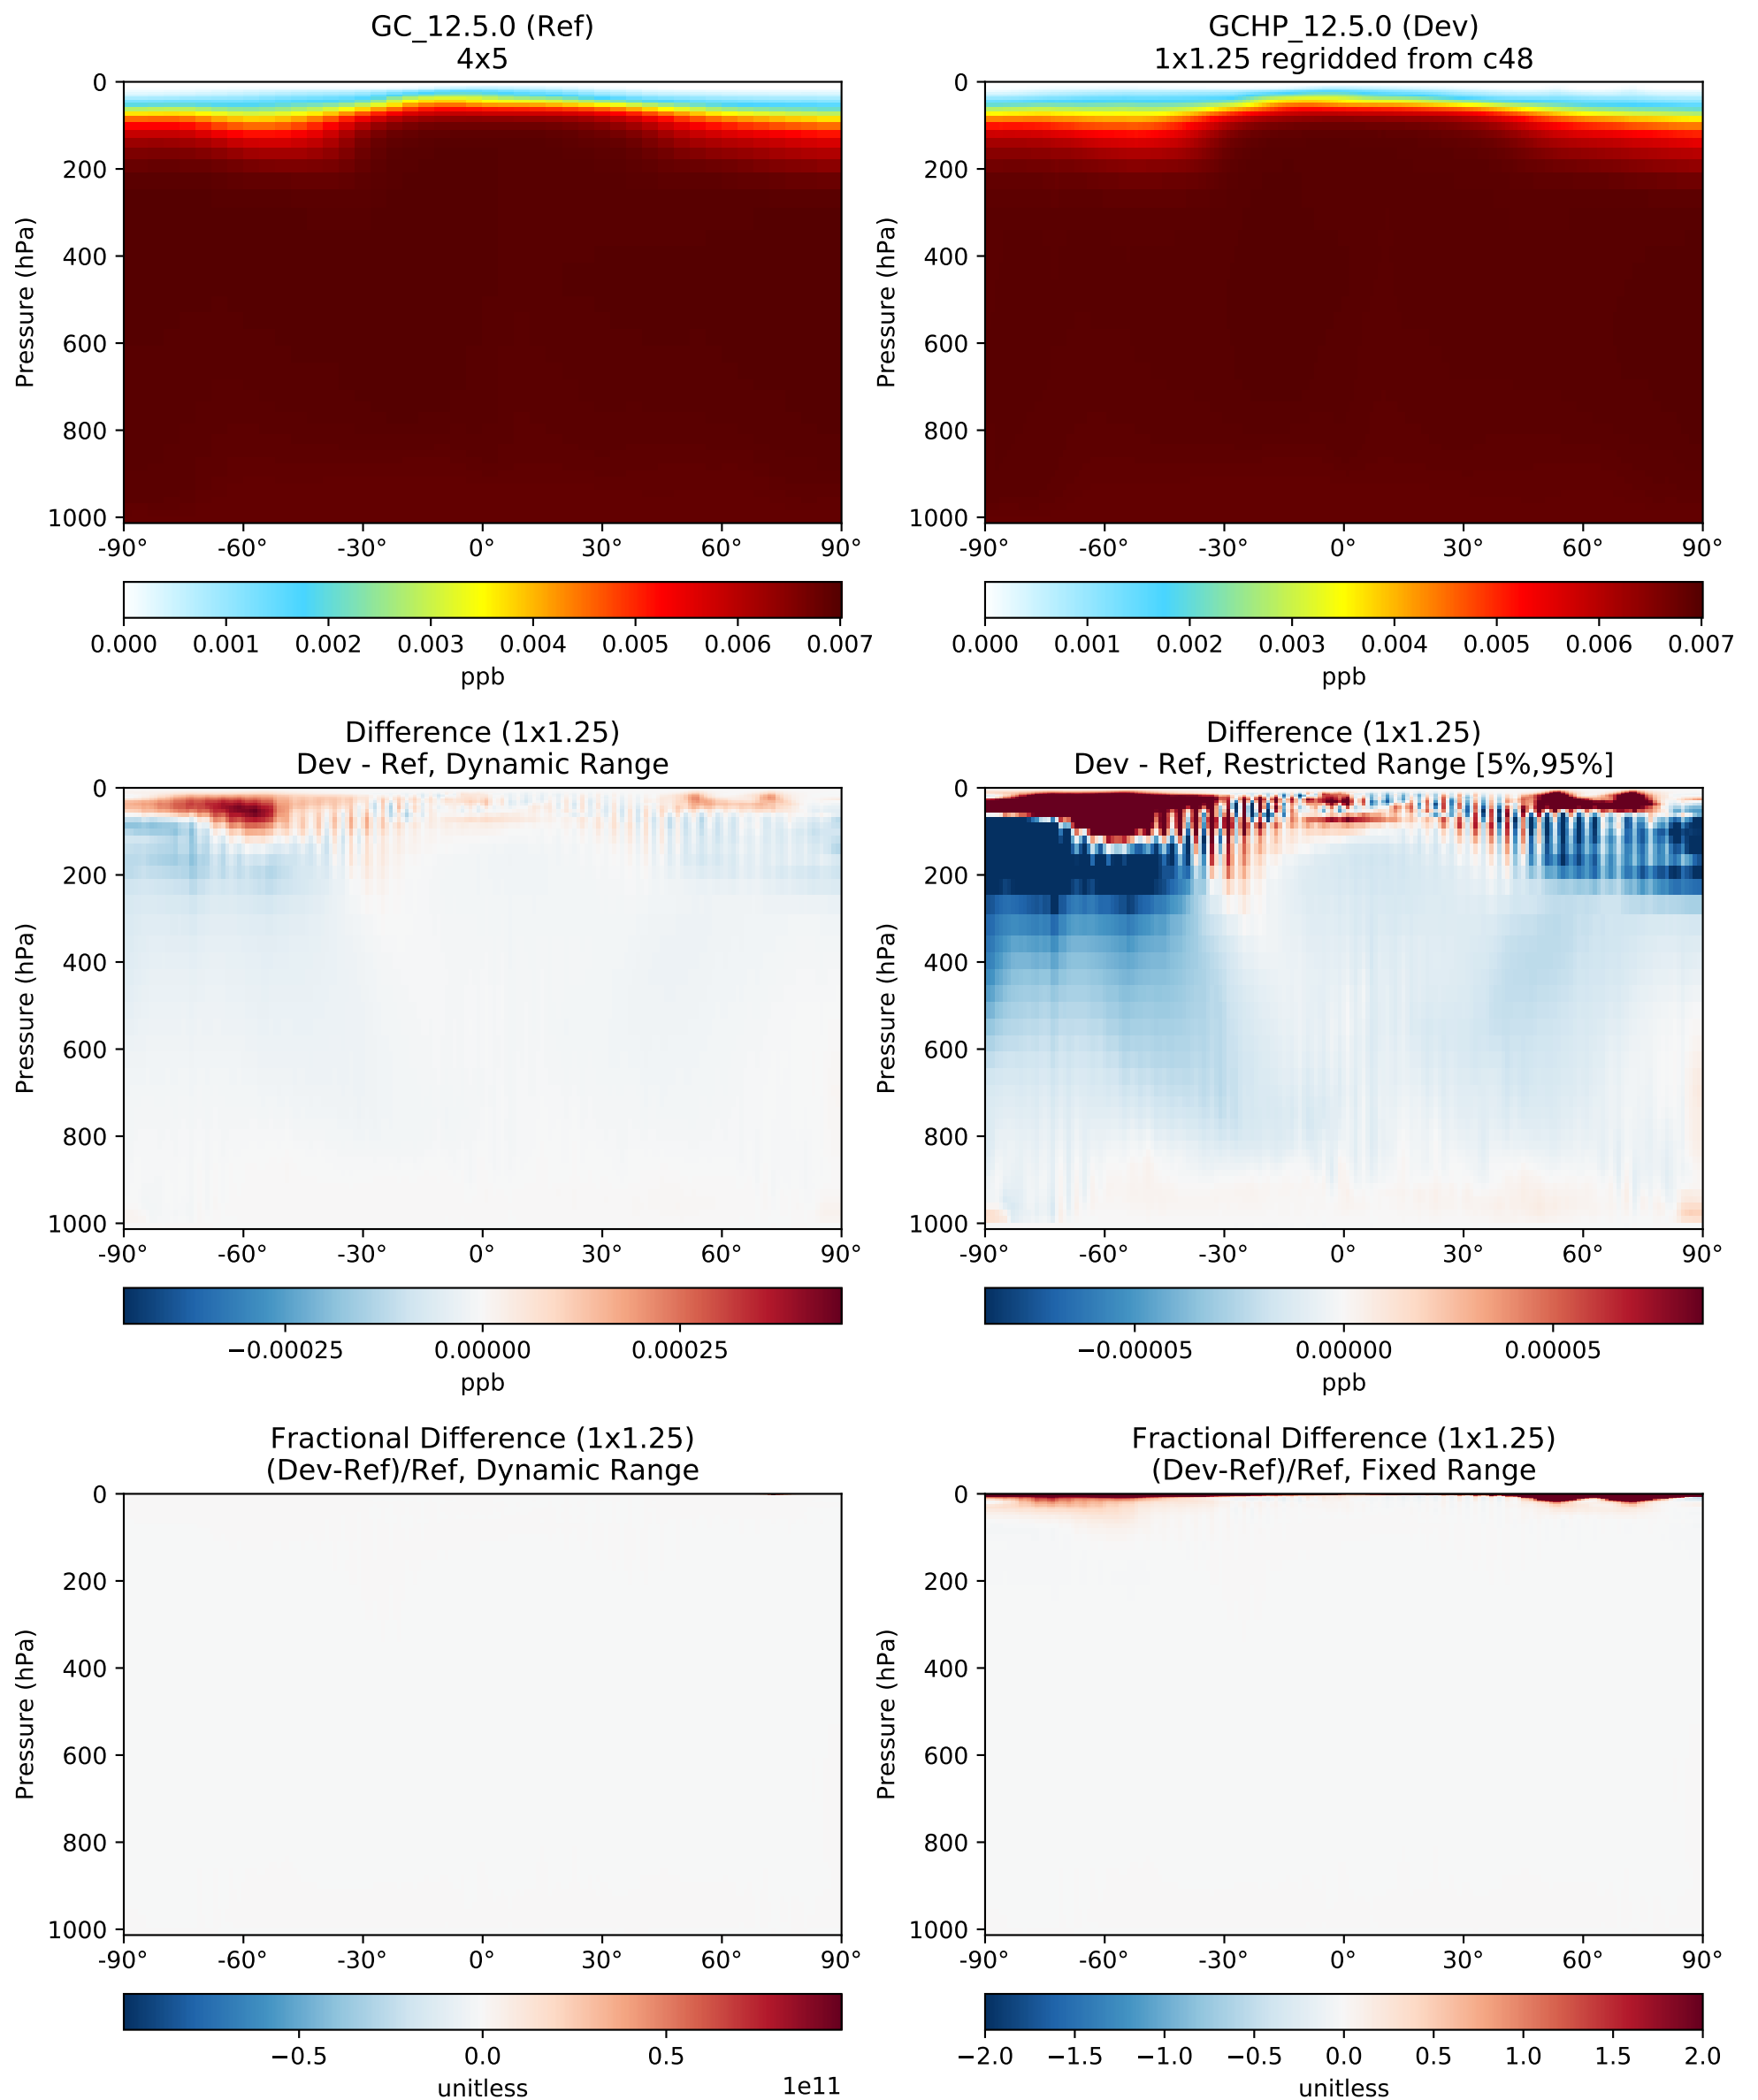 GC_12.5.0 (Ref)
4x5
0
200
400
600
800
1000
Pressure (hPa)
-90° -60° -30° 0° 30° 60° 90°
0.000 0.001 0.002 0.003 0.004 0.005 0.006 0.007
ppb
GCHP_12.5.0 (Dev)
1x1.25 regridded from c48
0
200
400
600
800
1000
Pressure (hPa)
-90° -60° -30° 0° 30° 60° 90°
0.000 0.001 0.002 0.003 0.004 0.005 0.006 0.007
ppb
Difference (1x1.25)
Dev - Ref, Dynamic Range
0
200
400
600
800
1000
Pressure (hPa)
-90° -60° -30° 0° 30° 60° 90°
−0.00025 0.00000 0.00025
ppb
Difference (1x1.25)
Dev - Ref, Restricted Range [5%,95%]
0
200
400
600
800
1000
Pressure (hPa)
-90° -60° -30° 0° 30° 60° 90°
−0.00005 0.00000 0.00005
ppb
Fractional Difference (1x1.25)
(Dev-Ref)/Ref, Dynamic Range
0
200
400
600
800
1000
Pressure (hPa)
-90° -60° -30° 0° 30° 60° 90°
−0.5 0.0 0.5
unitless 1e11
Fractional Difference (1x1.25)
(Dev-Ref)/Ref, Fixed Range
0
200
400
600
800
1000
Pressure (hPa)
-90° -60° -30° 0° 30° 60° 90°
−2.0 −1.5 −1.0 −0.5 0.0 0.5 1.0 1.5 2.0
unitless